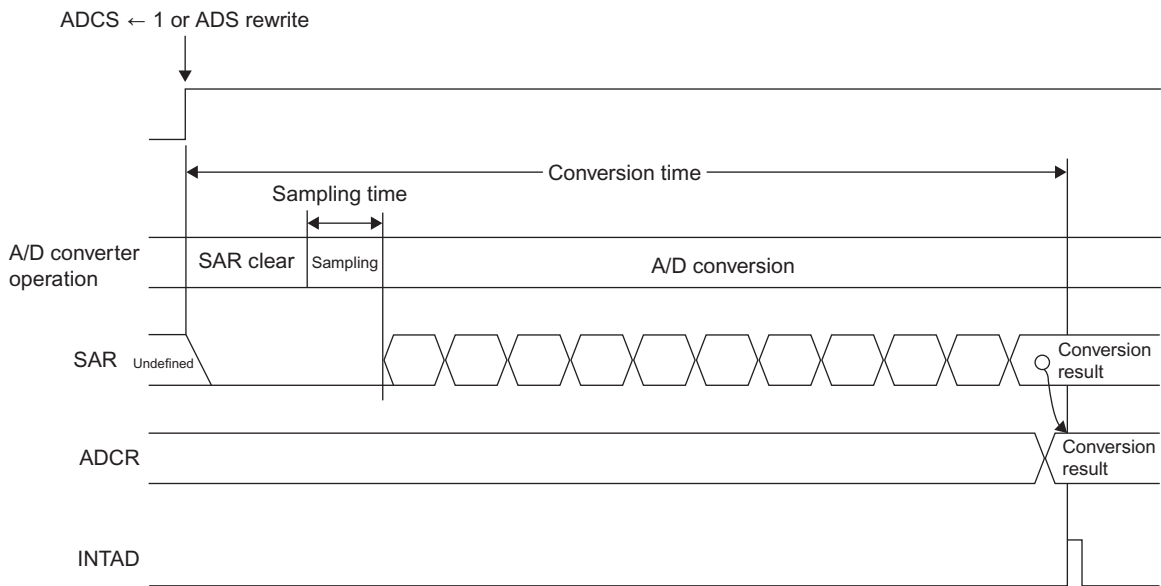 ADCS ← 1 or ADS rewrite
Conversion time
Sampling time
A/D converter
operation
SAR clear
Sampling
A/D conversion
SAR
Undefined
Conversion
result
ADCR
Conversion
result
INTAD